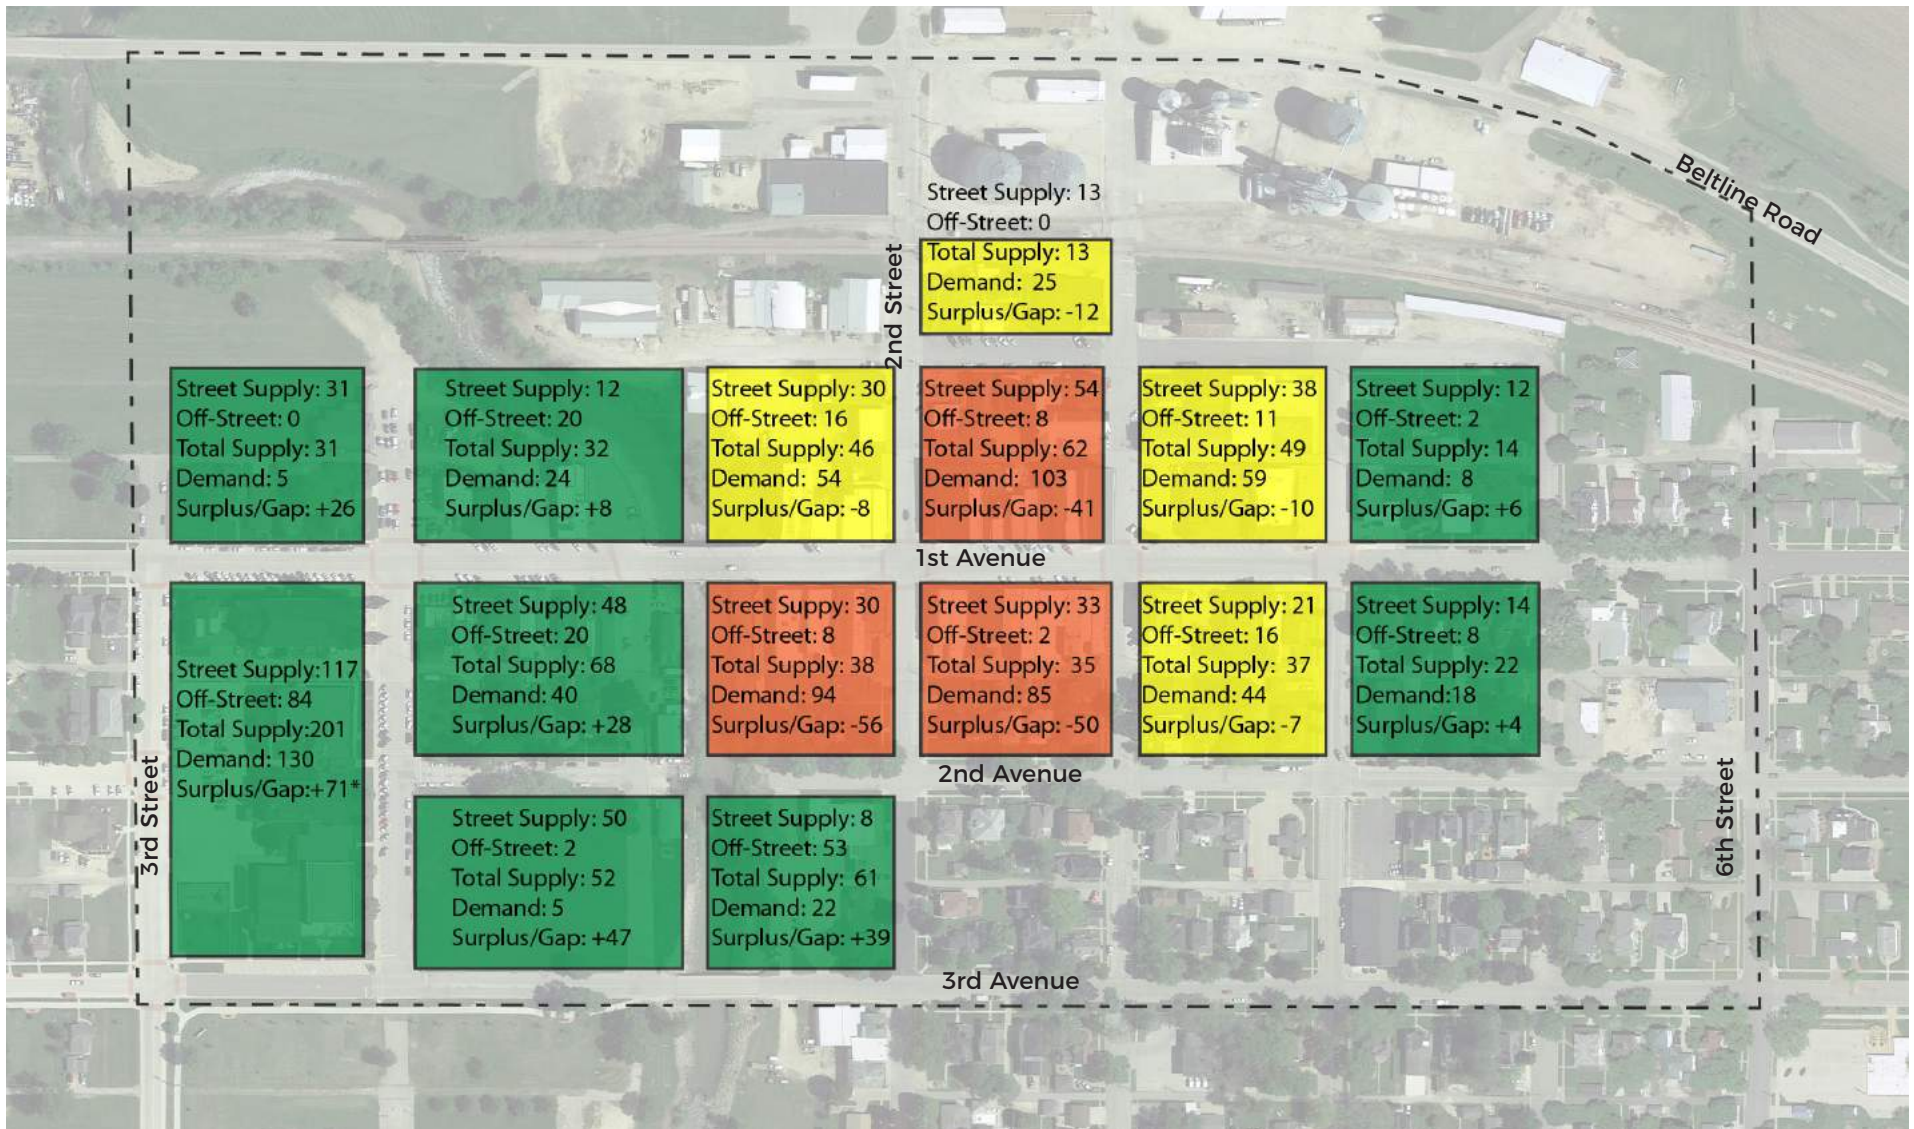 Beltline Road
Street Supply: 13
Off-Street: 0
Total Supply: 13
Demand: 25
Surplus/Gap: -12
2nd Street
Street Supply: 31
Off-Street: 0
Total Supply: 31
Demand: 5
Surplus/Gap: +26
Street Supply: 12
Off-Street: 20
Total Supply: 32
Demand: 24
Surplus/Gap: +8
Street Supply: 30
Off-Street: 16
Total Supply: 46
Demand: 54
Surplus/Gap: -8
Street Supply: 54
Off-Street: 8
Total Supply: 62
Demand: 103
Surplus/Gap: -41
Street Supply: 38
Off-Street: 11
Total Supply: 49
Demand: 59
Surplus/Gap: -10
Street Supply: 12
Off-Street: 2
Total Supply: 14
Demand: 8
Surplus/Gap: +6
1st Avenue
Street Supply:117
Off-Street: 84
Total Supply:201
Demand: 130
Surplus/Gap:+71*
Street Supply: 48
Off-Street: 20
Total Supply: 68
Demand: 40
Surplus/Gap: +28
Street Suppy: 30
Off-Street: 8
Total Supply: 38
Demand: 94
Surplus/Gap: -56
Street Supply: 33
Off-Street: 2
Total Supply: 35
Demand: 85
Surplus/Gap: -50
Street Supply: 21
Off-Street: 16
Total Supply: 37
Demand: 44
Surplus/Gap: -7
Street Supply: 14
Off-Street: 8
Total Supply: 22
Demand:18
Surplus/Gap: +4
2nd Avenue
3rd Street
6th Street
Street Supply: 50
Off-Street: 2
Total Supply: 52
Demand: 5
Surplus/Gap: +47
Street Supply: 8
Off-Street: 53
Total Supply: 61
Demand: 22
Surplus/Gap: +39
3rd Avenue